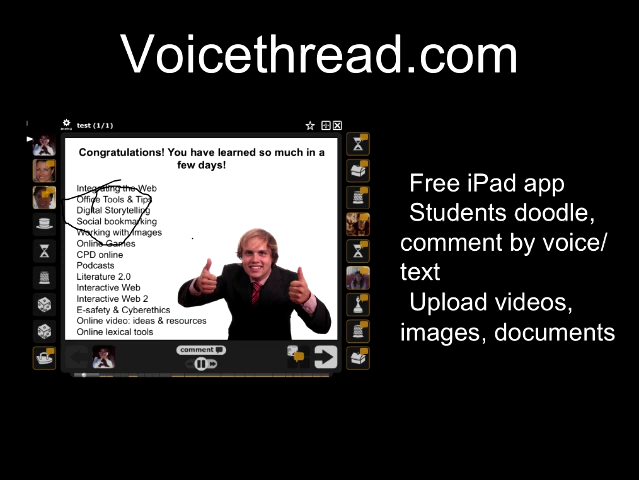 Voicethread.com
test (1/1)
Congratulations! You have learned so much in a
few days!
Integrating the Web
Office Tools & Tips
Digital Storytelling
Social bookmarking
Working with Images
Online Games
CPD online
Podcasts
Literature 2.0
Interactive Web
Interactive Web 2
E-safety & Cyberethics
Online video: ideas & resources
Online lexical tools
comment
Free iPad app
Students doodle,
comment by voice/
text
Upload videos,
images, documents